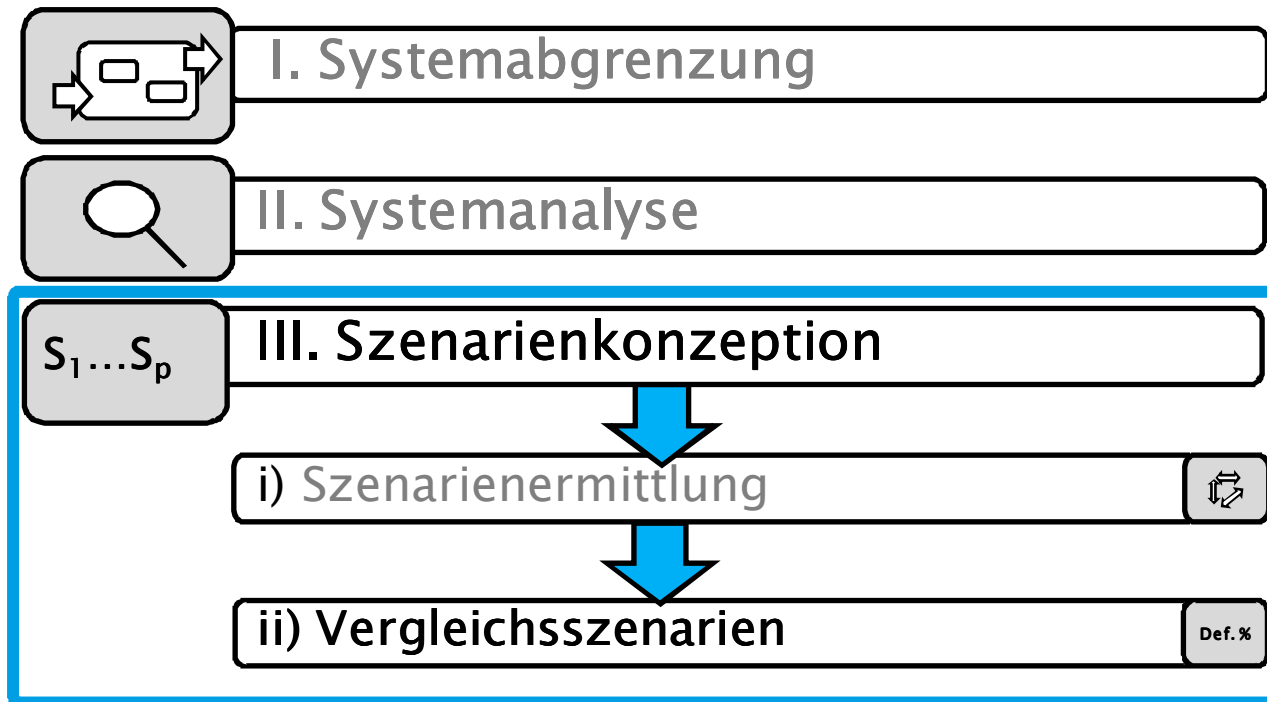 I. Systemabgrenzung
II. Systemanalyse
S₁...Sₚ
III. Szenarienkonzeption
i) Szenarienermittlung
ii) Vergleichsszenarien
Def. %